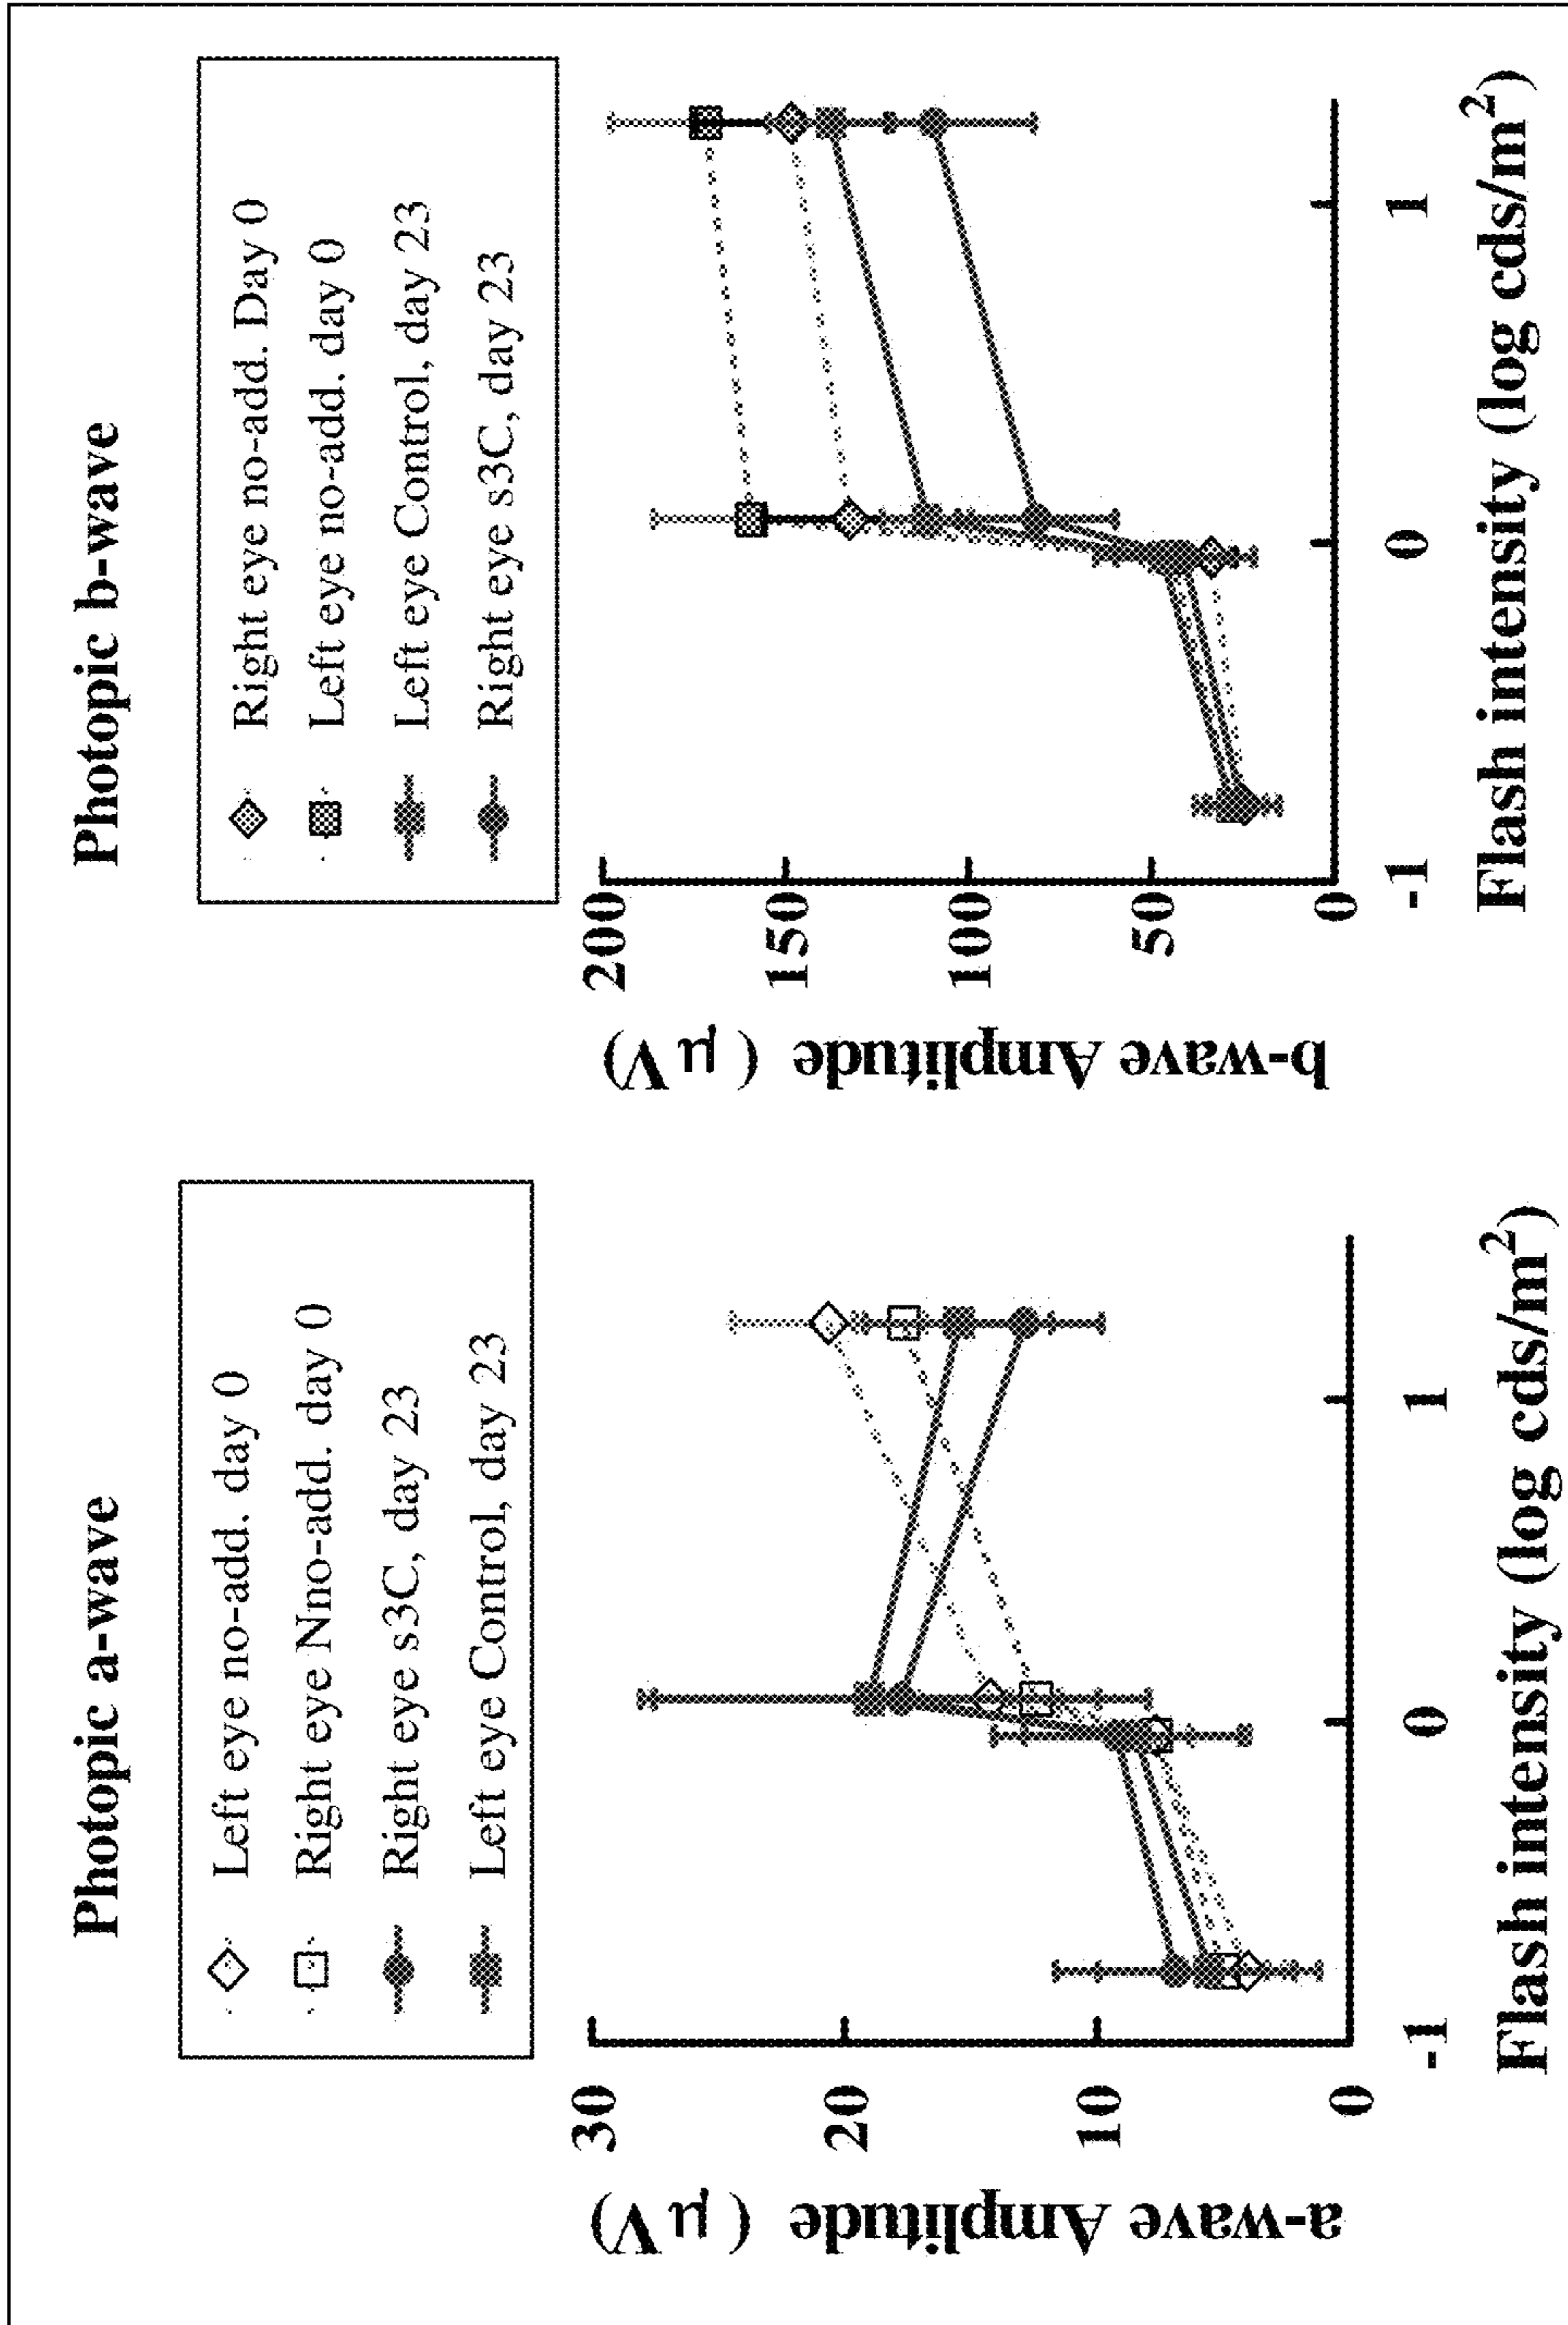 Photopic a-wave
Left eye no-add. day 0
Right eye Nno-add. day 0
Right eye s3C, day 23
Left eye Control, day 23
a-wave Amplitude ( μV)
30
20
10
0
-1
0
1
Flash intensity (log cds/m²)
Photopic b-wave
Right eye no-add. Day 0
Left eye no-add. day 0
Left eye Control, day 23
Right eye s3C, day 23
b-wave Amplitude ( μV)
200
150
100
50
0
-1
0
1
Flash intensity (log cds/m²)